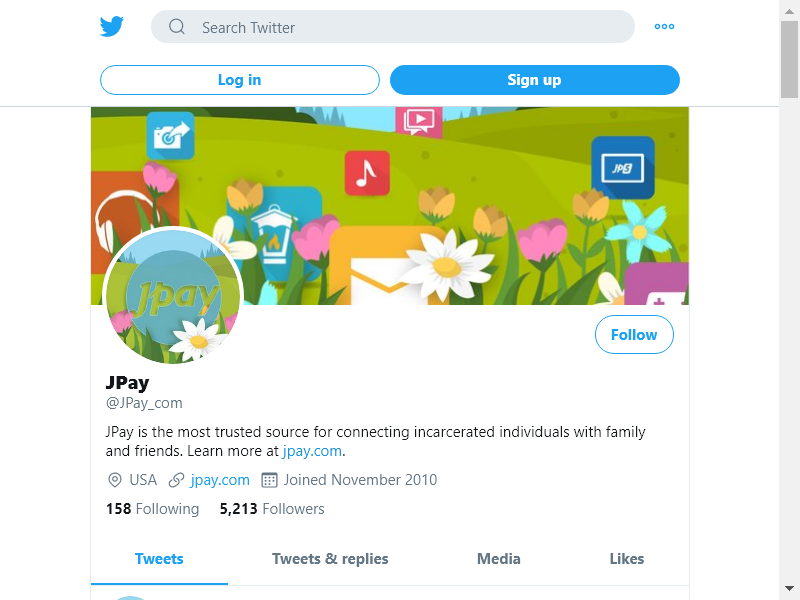 Search Twitter
Log in
Sign up
JP5
Jpay
Follow
JPay
@JPay_com
JPay is the most trusted source for connecting incarcerated individuals with family
and friends. Learn more at jpay.com.
USA jpay.com Joined November 2010
158 Following 5,213 Followers
Tweets Tweets & replies Media Likes